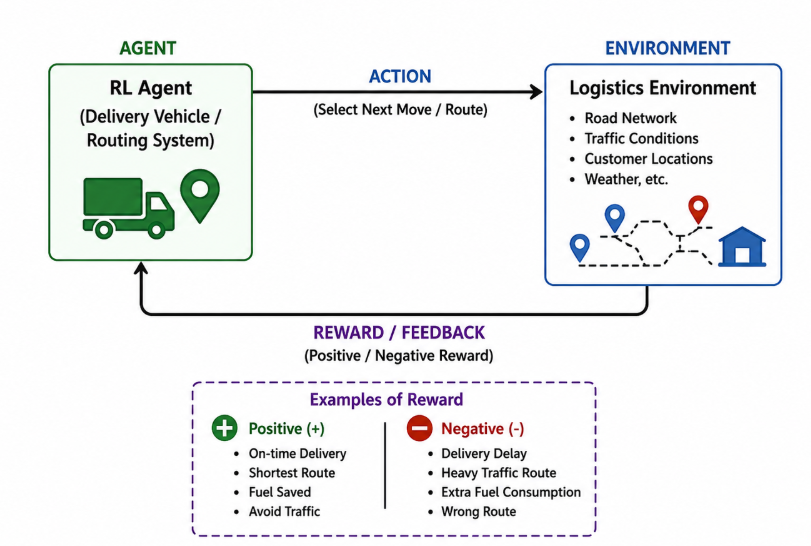 AGENT
RL Agent
(Delivery Vehicle /
Routing System)
ACTION
(Select Next Move / Route)
ENVIRONMENT
Logistics Environment
• Road Network
• Traffic Conditions
• Customer Locations
• Weather, etc.
REWARD / FEEDBACK
(Positive / Negative Reward)
Examples of Reward
Positive (+)
• On-time Delivery
• Shortest Route
• Fuel Saved
• Avoid Traffic
Negative (-)
• Delivery Delay
• Heavy Traffic Route
• Extra Fuel Consumption
• Wrong Route